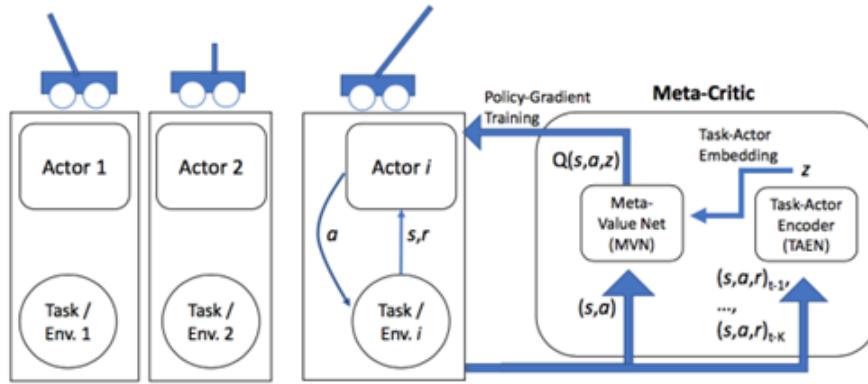 Actor 1
Task /
Env. 1
Actor 2
Task /
Env. 2
Actor i
a
s,r
Task /
Env. i
Policy-Gradient
Training
Meta-Critic
Q(s,a,z)
Task-Actor
Embedding
z
Meta-
Value Net
(MVN)
Task-Actor
Encoder
(TAEN)
(s,a)
(s,a,r)t-1,
...,
(s,a,r)t-K